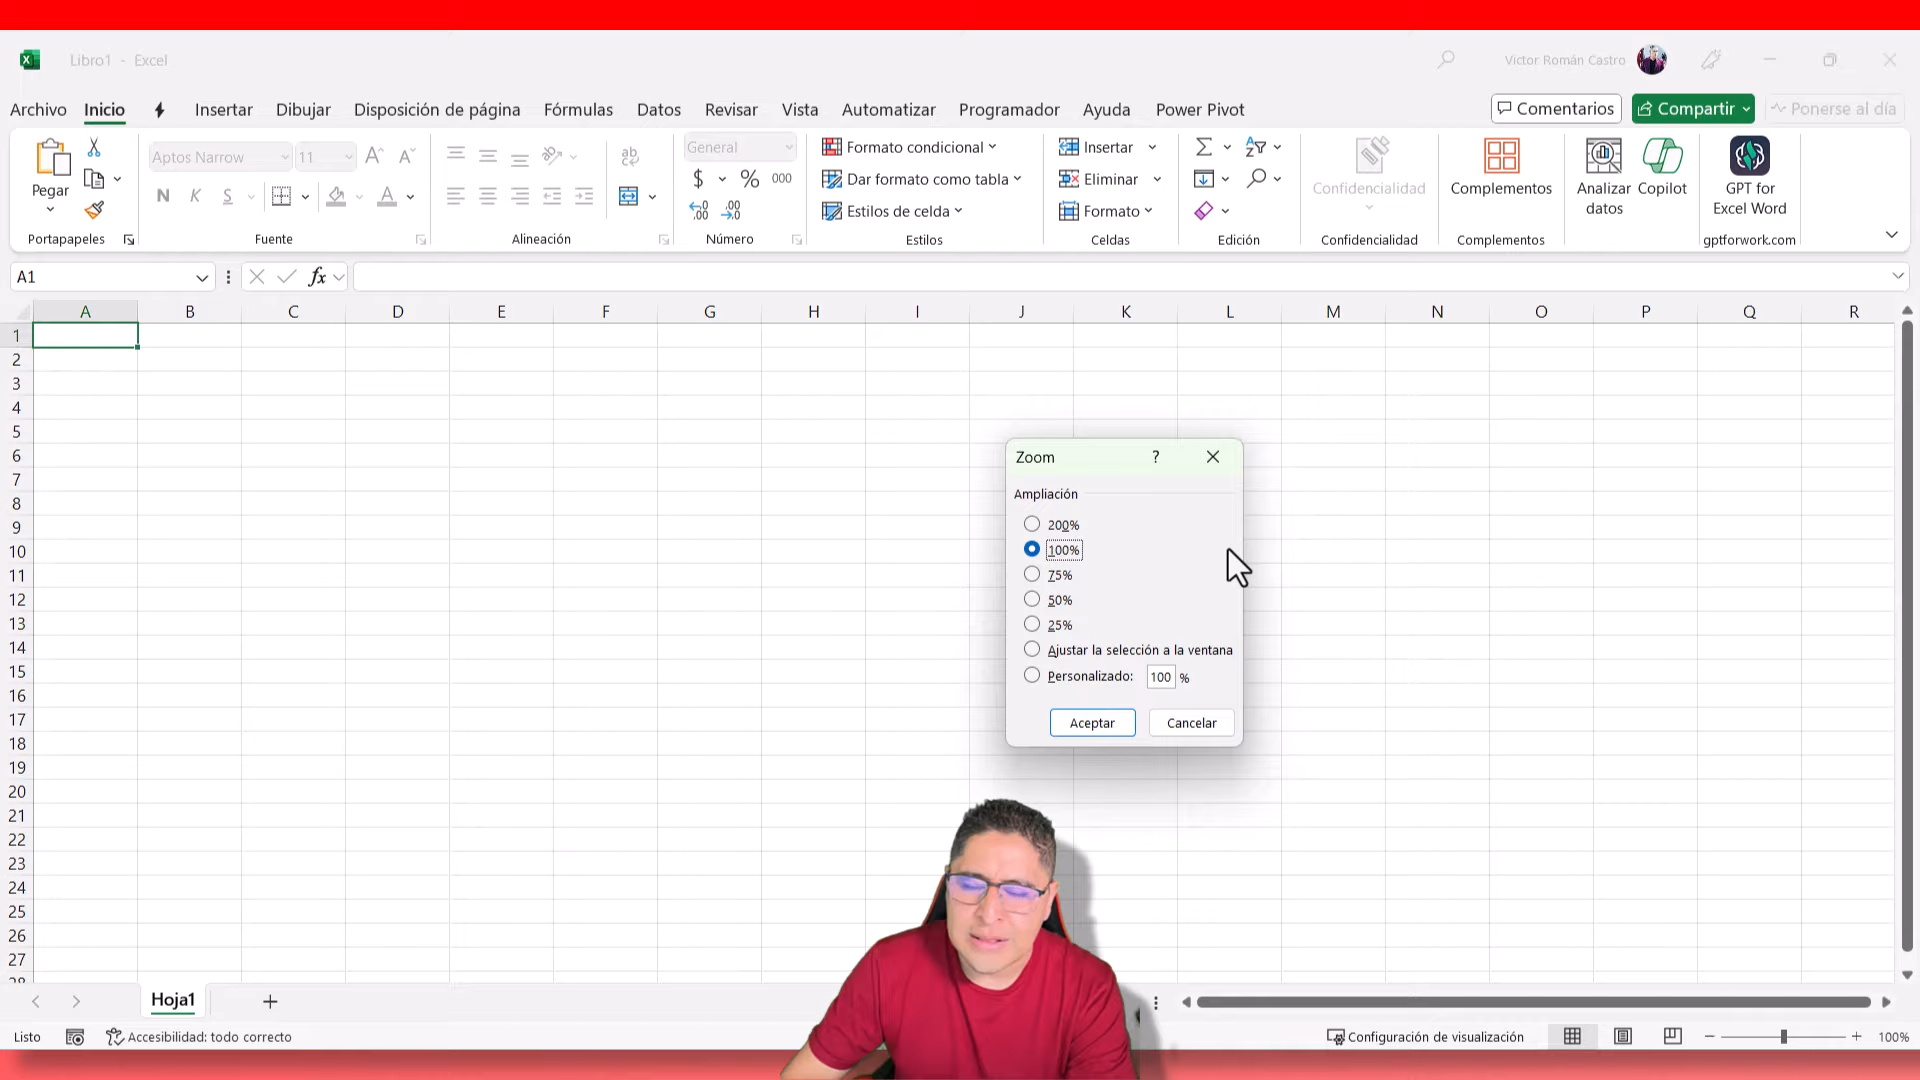 Libro1 - Excel
Victor Román Castro
Archivo Inicio Insertar Dibujar Disposición de página Fórmulas Datos Revisar Vista Automatizar Programador Ayuda Power Pivot
Comentarios Compartir Ponerse al día
Pegar
Portapapeles
Aptos Narrow 11
N K S
Fuente
ab
Alineación
General
$ % 000
Número
Formato condicional
Dar formato como tabla
Estilos de celda
Estilos
Insertar
Eliminar
Formato
Celdas
Edición
Confidencialidad
Confidencialidad
Complementos
Complementos
Analizar datos
Copilot
GPT for
Excel Word
gptforwork.com
A1
fx
A B C D E F G H I J K L M N O P Q R
1
2
3
4
5
6
7
8
9
10
11
12
13
14
15
16
17
18
19
20
21
22
23
24
25
26
27
28
Zoom ?
Ampliación
200%
100%
75%
50%
25%
Ajustar la selección a la ventana
Personalizado: 100 %
Aceptar Cancelar
Hoja1
Listo Accesibilidad: todo correcto
Configuración de visualización
100%